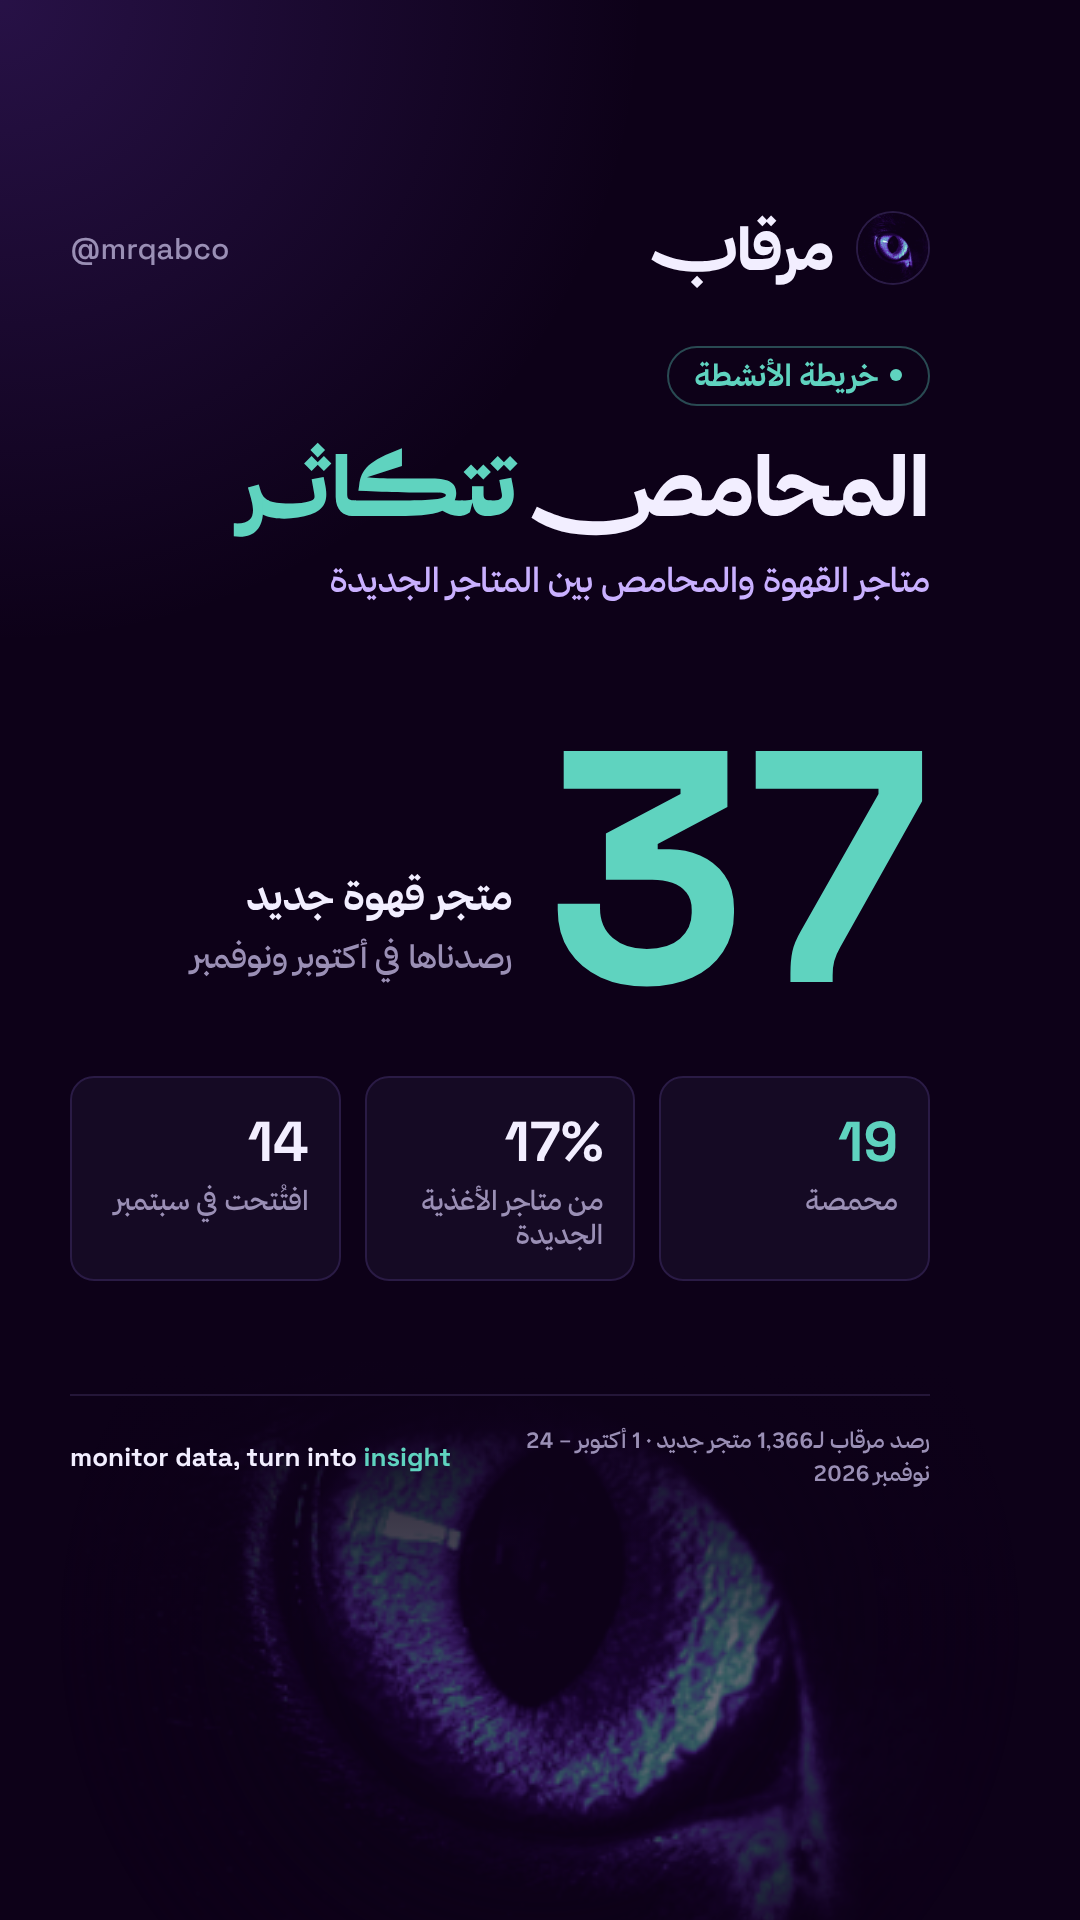 مرقاب
@mrqabco
خريطة الأنشطة
المحامص تتكاثر
متاجر القهوة والمحامص بين المتاجر الجديدة
37
متجر قهوة جديد
رصدناها في أكتوبر ونوفمبر
19
محمصة
17%
من متاجر الأغذية
الجديدة
14
افتُتحت في سبتمبر
رصد مرقاب لـ1,366 متجر جديد · 1 أكتوبر – 24
نوفمبر 2026
monitor data, turn into insight